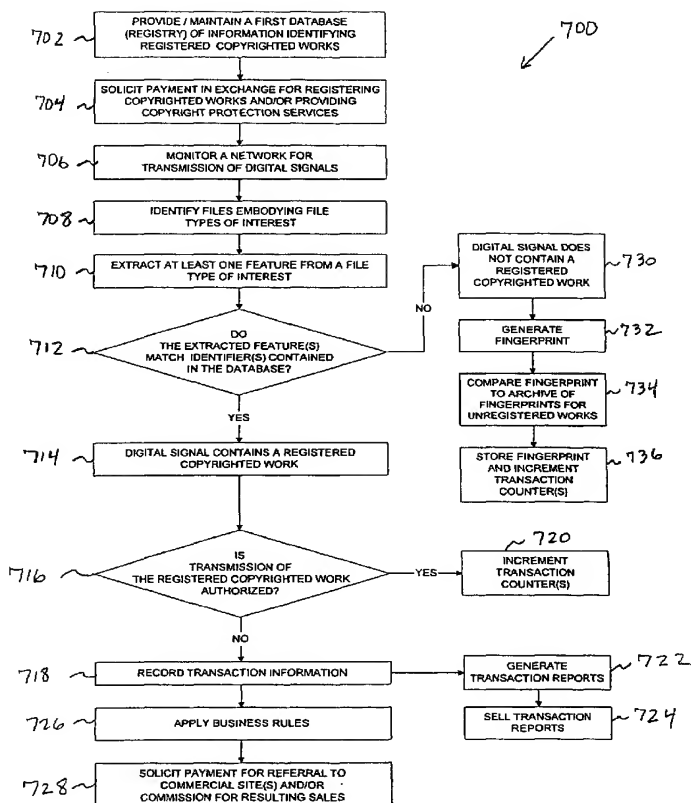 700
702
PROVIDE / MAINTAIN A FIRST DATABASE
(REGISTRY) OF INFORMATION IDENTIFYING
REGISTERED COPYRIGHTED WORKS
704
SOLICIT PAYMENT IN EXCHANGE FOR REGISTERING
COPYRIGHTED WORKS AND/OR PROVIDING
COPYRIGHT PROTECTION SERVICES
706
MONITOR A NETWORK FOR
TRANSMISSION OF DIGITAL SIGNALS
708
IDENTIFY FILES EMBODYING FILE
TYPES OF INTEREST
710
EXTRACT AT LEAST ONE FEATURE FROM A FILE
TYPE OF INTEREST
712
DO
THE EXTRACTED FEATURE(S)
MATCH IDENTIFIER(S) CONTAINED
IN THE DATABASE?
NO
DIGITAL SIGNAL DOES
NOT CONTAIN A
REGISTERED
COPYRIGHTED WORK
730
GENERATE
FINGERPRINT
732
COMPARE FINGERPRINT
TO ARCHIVE OF
FINGERPRINTS FOR
UNREGISTERED WORKS
734
STORE FINGERPRINT
AND INCREMENT
TRANSACTION
COUNTER(S)
736
YES
714
DIGITAL SIGNAL CONTAINS A REGISTERED
COPYRIGHTED WORK
716
IS
TRANSMISSION OF
THE REGISTERED COPYRIGHTED WORK
AUTHORIZED?
YES
720
INCREMENT
TRANSACTION
COUNTER(S)
NO
718
RECORD TRANSACTION INFORMATION
GENERATE
TRANSACTION REPORTS
722
SELL TRANSACTION
REPORTS
724
726
APPLY BUSINESS RULES
728
SOLICIT PAYMENT FOR REFERRAL TO
COMMERCIAL SITE(S) AND/OR
COMMISSION FOR RESULTING SALES